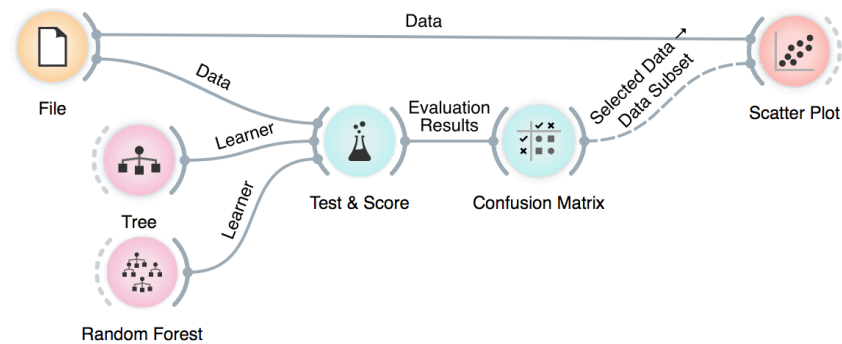 Data
Selected Data ➚
Data Subset
Data
File
Scatter Plot
Evaluation
Results
Learner
Tree
Test & Score
Confusion Matrix
Learner
Random Forest